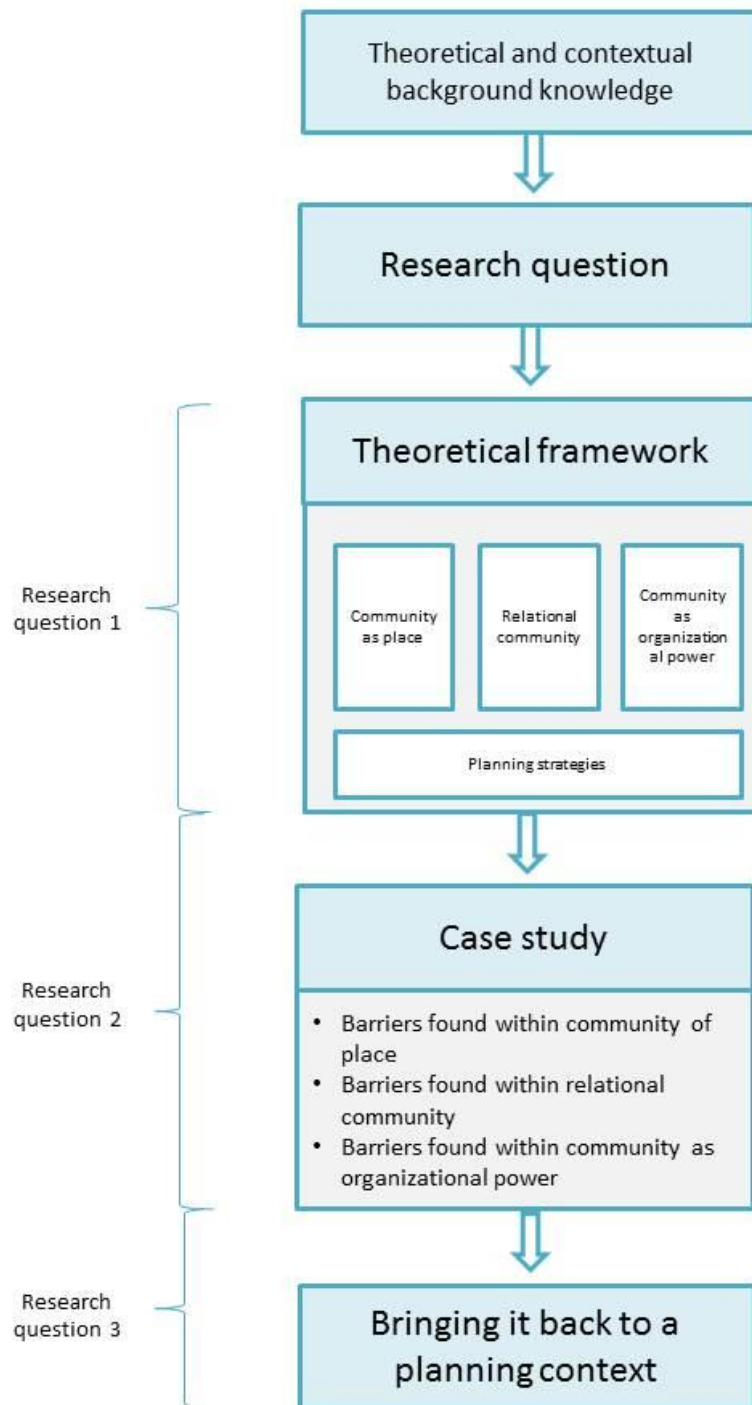 Theoretical and contextual
background knowledge
Research question
Theoretical framework
Research
question 1
Community
as place
Relational
community
Community
as
organization
al power
Planning strategies
Case study
Research
question 2
• Barriers found within community of
place
• Barriers found within relational
community
• Barriers found within community as
organizational power
Research
question 3
Bringing it back to a
planning context